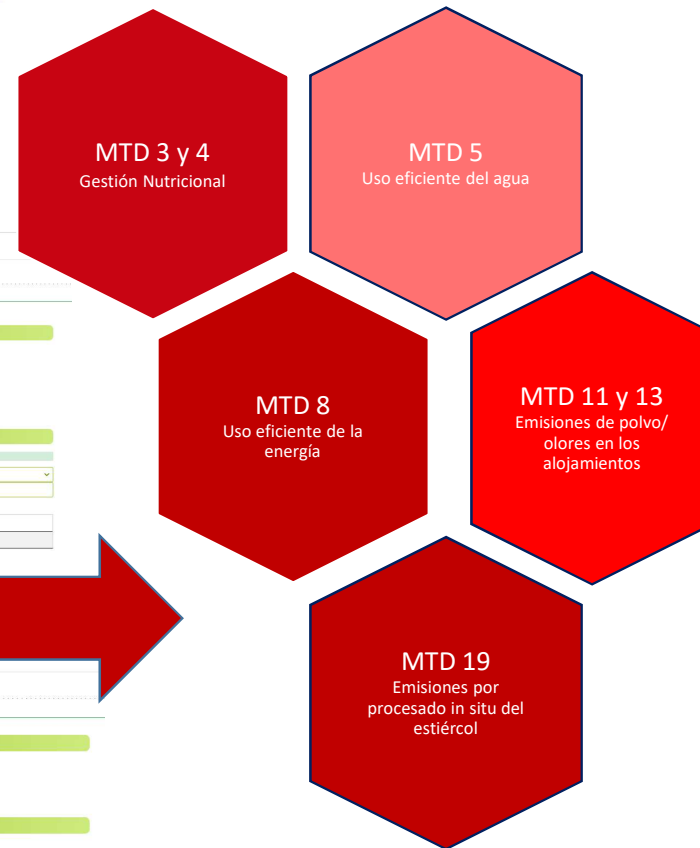 MTD 3 y 4
Gestión Nutricional
MTD 5
Uso eficiente del agua
MTD 8
Uso eficiente de la
energía
MTD 11 y 13
Emisiones de polvo/
olores en los
alojamientos
MTD 19
Emisiones por
procesado in situ del
estiércol